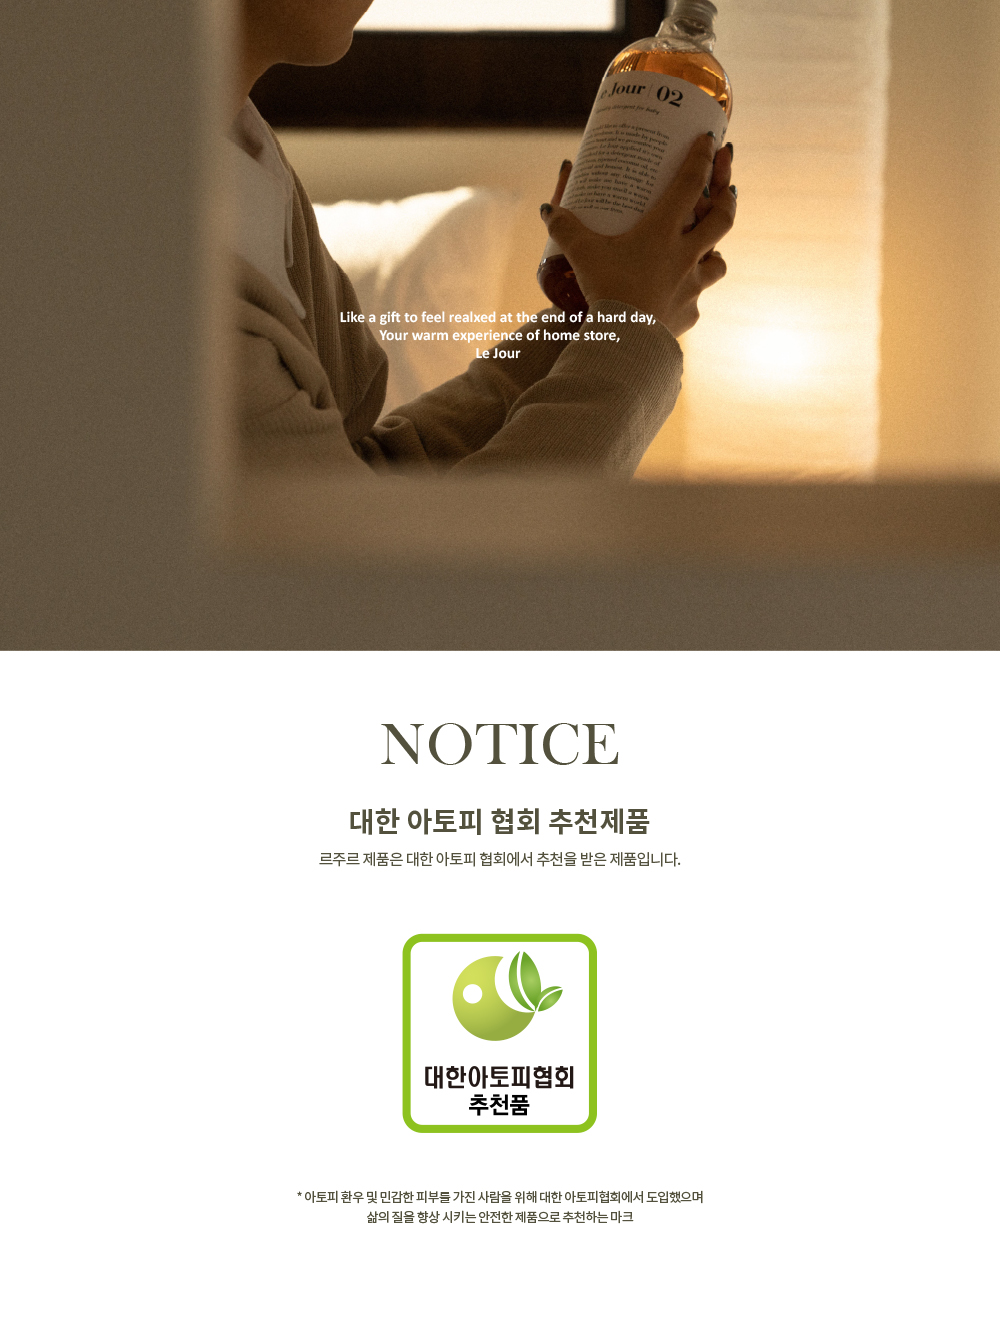 Le Jour | 02
Like a gift to feel realxed at the end of a hard day,
Your warm experience of home store,
Le Jour
NOTICE
대한 아토피 협회 추천제품
르주르 제품은 대한 아토피 협회에서 추천을 받은 제품입니다.
대한아토피협회
추천품
* 아토피 환우 및 민감한 피부를 가진 사람을 위해 대한 아토피협회에서 도입했으며
삶의 질을 향상 시키는 안전한 제품으로 추천하는 마크